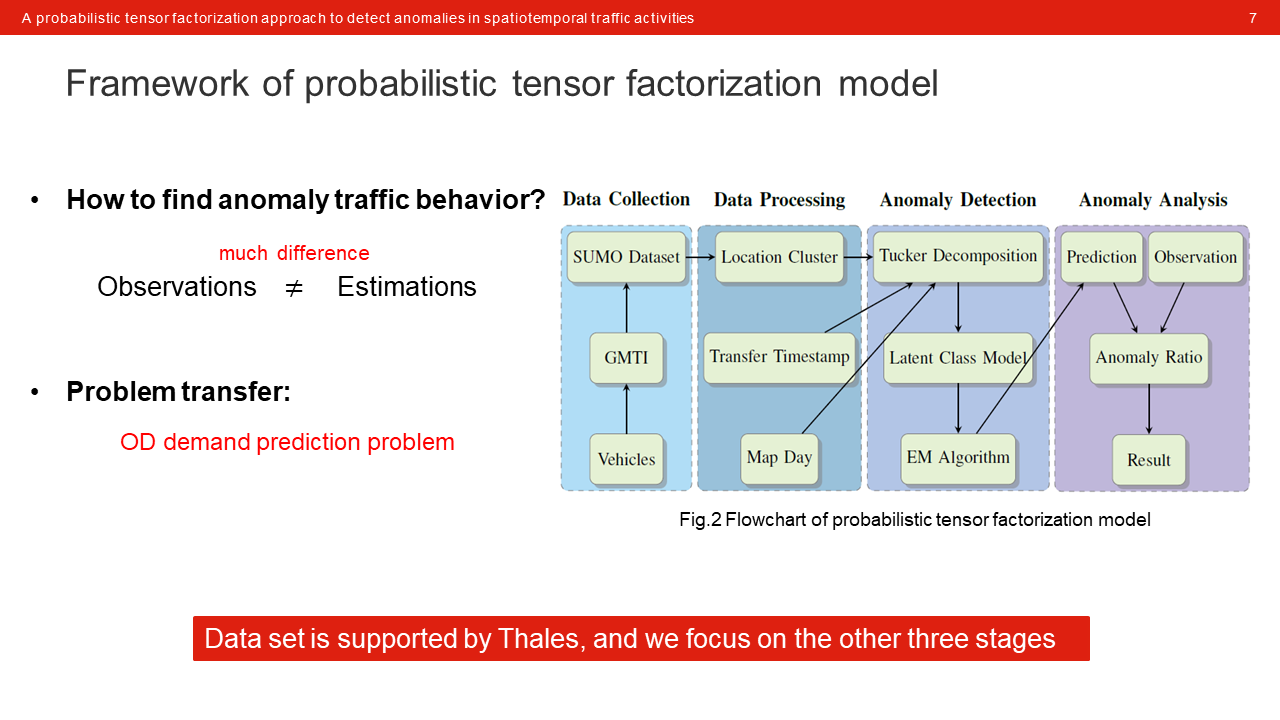 A probabilistic tensor factorization approach to detect anomalies in spatiotemporal traffic activities
7
Framework of probabilistic tensor factorization model
• How to find anomaly traffic behavior?
much difference
Observations ≠ Estimations
• Problem transfer:
OD demand prediction problem
Data Collection Data Processing Anomaly Detection Anomaly Analysis
SUMO Dataset Location Cluster Tucker Decomposition Prediction Observation
GMTI Transfer Timestamp Latent Class Model Anomaly Ratio
Vehicles Map Day EM Algorithm Result
Fig.2 Flowchart of probabilistic tensor factorization model
Data set is supported by Thales, and we focus on the other three stages